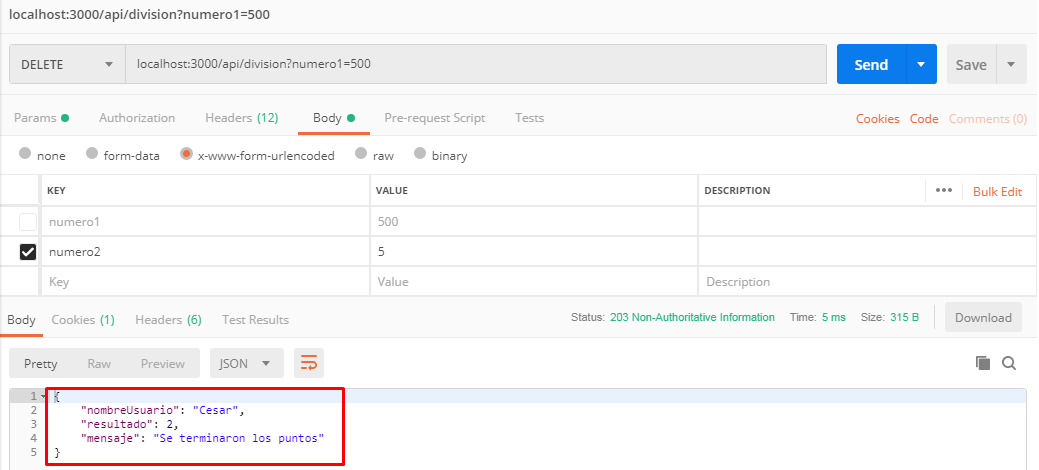 localhost:3000/api/division?numero1=500
DELETE localhost:3000/api/division?numero1=500 Send Save
Params Authorization Headers (12) Body Pre-request Script Tests Cookies Code Comments (0)
none form-data x-www-form-urlencoded raw binary
KEY VALUE DESCRIPTION ••• Bulk Edit
numero1 500
numero2 5
Key Value Description
Body Cookies (1) Headers (6) Test Results Status: 203 Non-Authoritative Information Time: 5 ms Size: 315 B Download
Pretty Raw Preview JSON
1 {
2 "nombreUsuario": "Cesar",
3 "resultado": 2,
4 "mensaje": "Se terminaron los puntos"
5 }